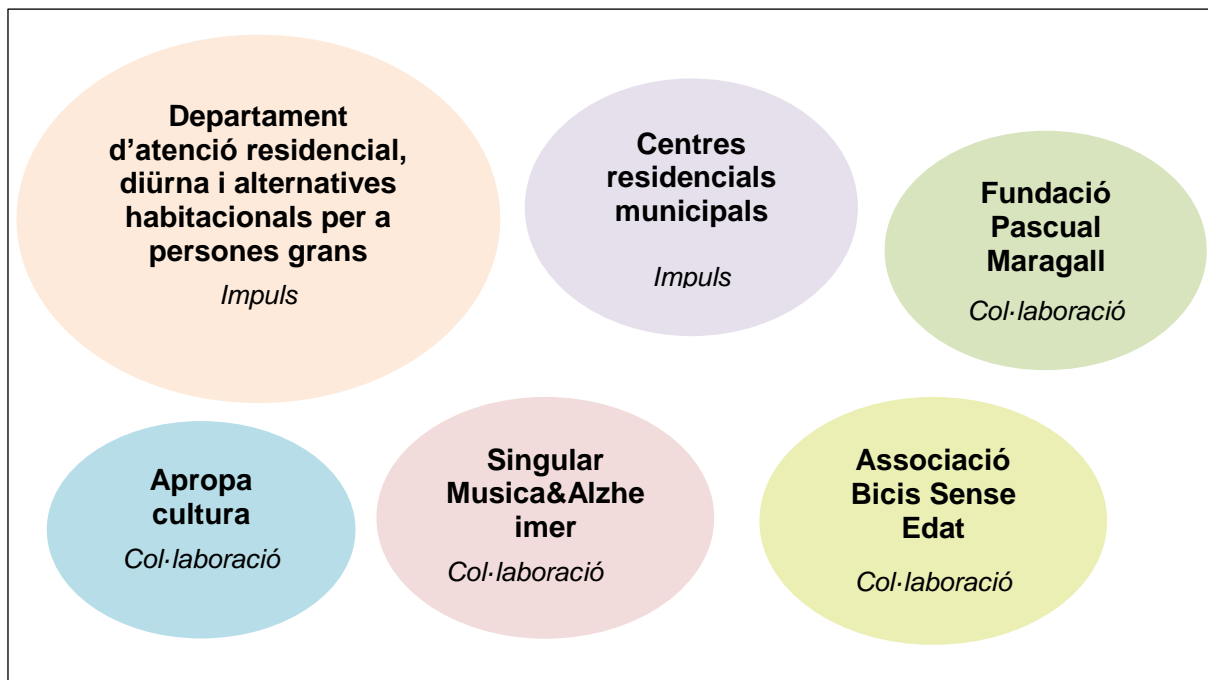 Departament
d’atenció residencial,
diürna i alternatives
habitacionals per a
persones grans
Impuls
Centres
residencials
municipals
Impuls
Fundació
Pascual
Maragall
Col·laboració
Apropa
cultura
Col·laboració
Singular
Musica&Alzhe
imer
Col·laboració
Associació
Bicis Sense
Edat
Col·laboració